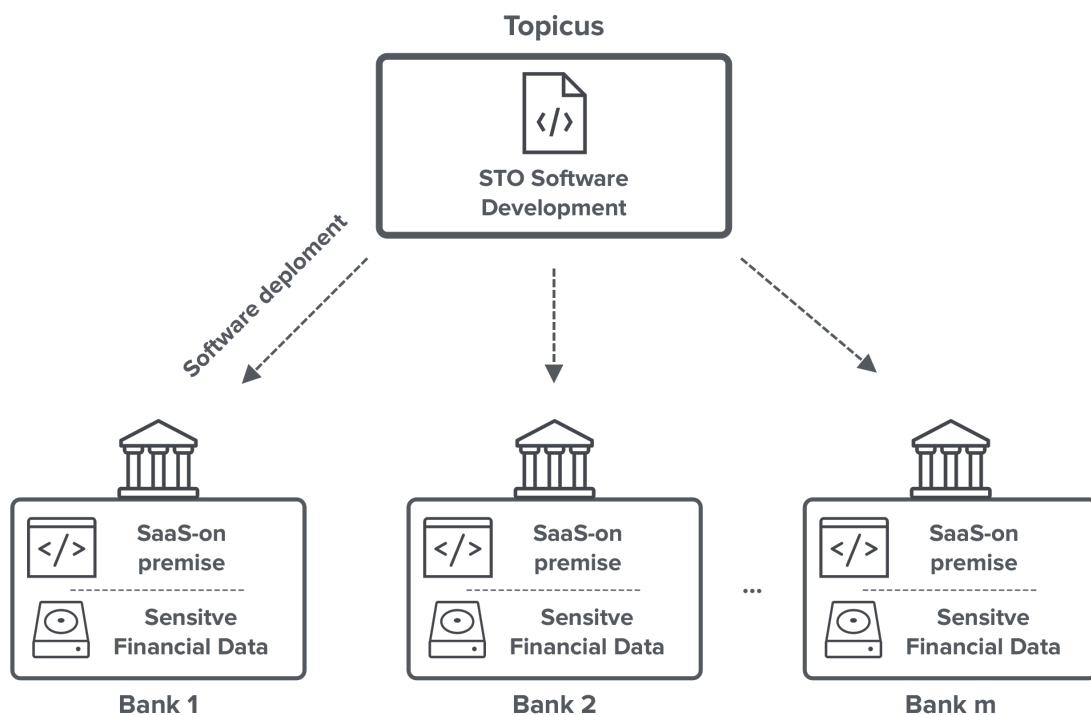 Topicus
</>
STO Software
Development
Software deploment
</>
SaaS-on
premise
Sensitve
Financial Data
Bank 1
</>
SaaS-on
premise
Sensitve
Financial Data
Bank 2
...
</>
SaaS-on
premise
Sensitve
Financial Data
Bank m